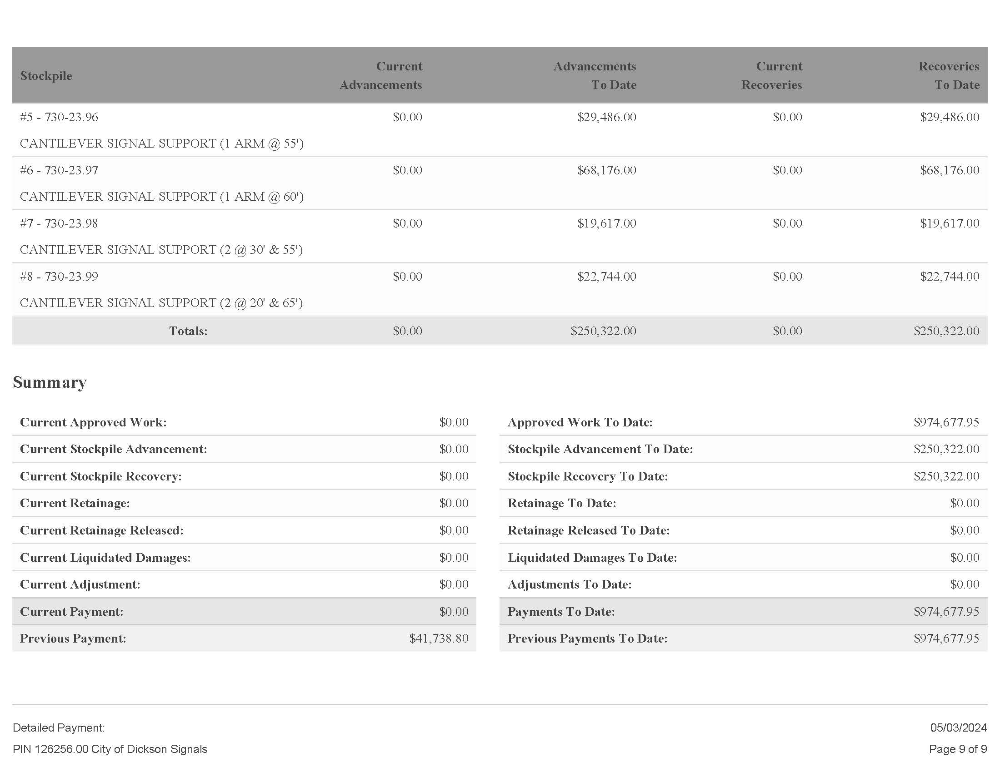 Stockpile Current Advancements Advancements To Date Current Recoveries Recoveries To Date
#5 - 730-23.96 $0.00 $29,486.00 $0.00 $29,486.00
CANTILEVER SIGNAL SUPPORT (1 ARM @ 55')
#6 - 730-23.97 $0.00 $68,176.00 $0.00 $68,176.00
CANTILEVER SIGNAL SUPPORT (1 ARM @ 60')
#7 - 730-23.98 $0.00 $19,617.00 $0.00 $19,617.00
CANTILEVER SIGNAL SUPPORT (2 @ 30' & 55')
#8 - 730-23.99 $0.00 $22,744.00 $0.00 $22,744.00
CANTILEVER SIGNAL SUPPORT (2 @ 20' & 65')
Totals: $0.00 $250,322.00 $0.00 $250,322.00
Summary
Current Approved Work: $0.00 Approved Work To Date: $974,677.95
Current Stockpile Advancement: $0.00 Stockpile Advancement To Date: $250,322.00
Current Stockpile Recovery: $0.00 Stockpile Recovery To Date: $250,322.00
Current Retainage: $0.00 Retainage To Date: $0.00
Current Retainage Released: $0.00 Retainage Released To Date: $0.00
Current Liquidated Damages: $0.00 Liquidated Damages To Date: $0.00
Current Adjustment: $0.00 Adjustments To Date: $0.00
Current Payment: $0.00 Payments To Date: $974,677.95
Previous Payment: $41,738.80 Previous Payments To Date: $974,677.95
Detailed Payment: 05/03/2024
PIN 126256.00 City of Dickson Signals Page 9 of 9